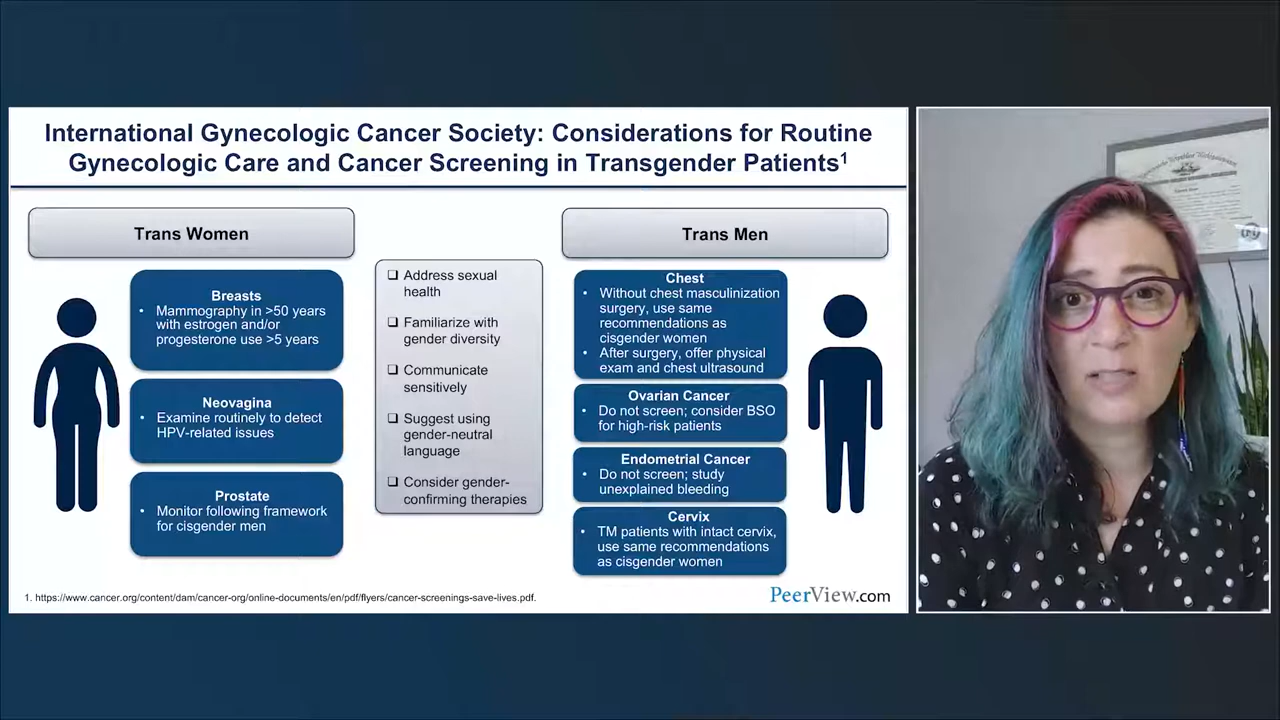 International Gynecologic Cancer Society: Considerations for Routine
Gynecologic Care and Cancer Screening in Transgender Patients1
Trans Women
Breasts
• Mammography in >50 years
with estrogen and/or
progesterone use >5 years
Neovagina
• Examine routinely to detect
HPV-related issues
Prostate
• Monitor following framework
for cisgender men
❑ Address sexual
health
❑ Familiarize with
gender diversity
❑ Communicate
sensitively
❑ Suggest using
gender-neutral
language
❑ Consider gender-
confirming therapies
Trans Men
Chest
• Without chest masculinization
surgery, use same
recommendations as
cisgender women
• After surgery, offer physical
exam and chest ultrasound
Ovarian Cancer
• Do not screen; consider BSO
for high-risk patients
Endometrial Cancer
• Do not screen; study
unexplained bleeding
Cervix
• TM patients with intact cervix,
use same recommendations
as cisgender women
1. https://www.cancer.org/content/dam/cancer-org/online-documents/en/pdf/flyers/cancer-screenings-save-lives.pdf.
PeerView.com